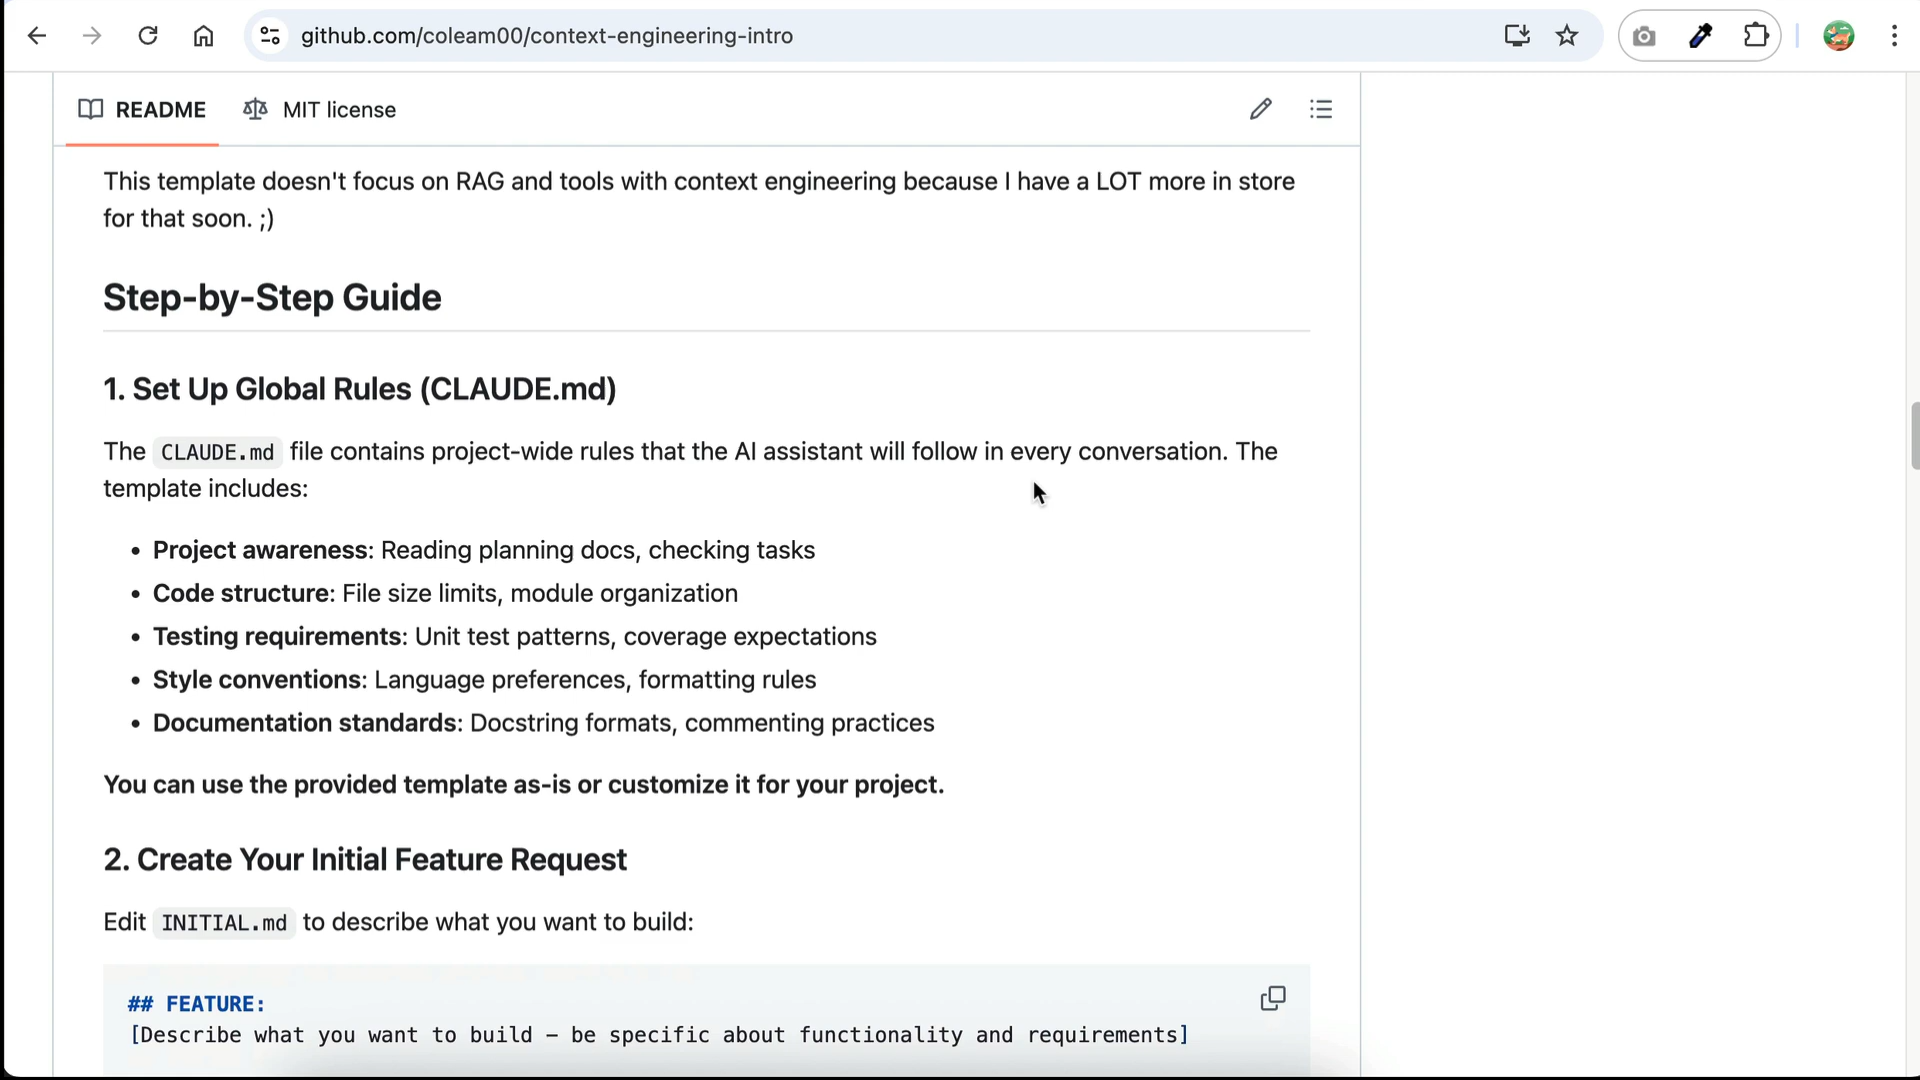 github.com/coleam00/context-engineering-intro
README
MIT license
This template doesn't focus on RAG and tools with context engineering because I have a LOT more in store
for that soon. ;)
Step-by-Step Guide
1. Set Up Global Rules (CLAUDE.md)
The CLAUDE.md file contains project-wide rules that the AI assistant will follow in every conversation. The
template includes:
• Project awareness: Reading planning docs, checking tasks
• Code structure: File size limits, module organization
• Testing requirements: Unit test patterns, coverage expectations
• Style conventions: Language preferences, formatting rules
• Documentation standards: Docstring formats, commenting practices
You can use the provided template as-is or customize it for your project.
2. Create Your Initial Feature Request
Edit INITIAL.md to describe what you want to build:
## FEATURE:
[Describe what you want to build – be specific about functionality and requirements]